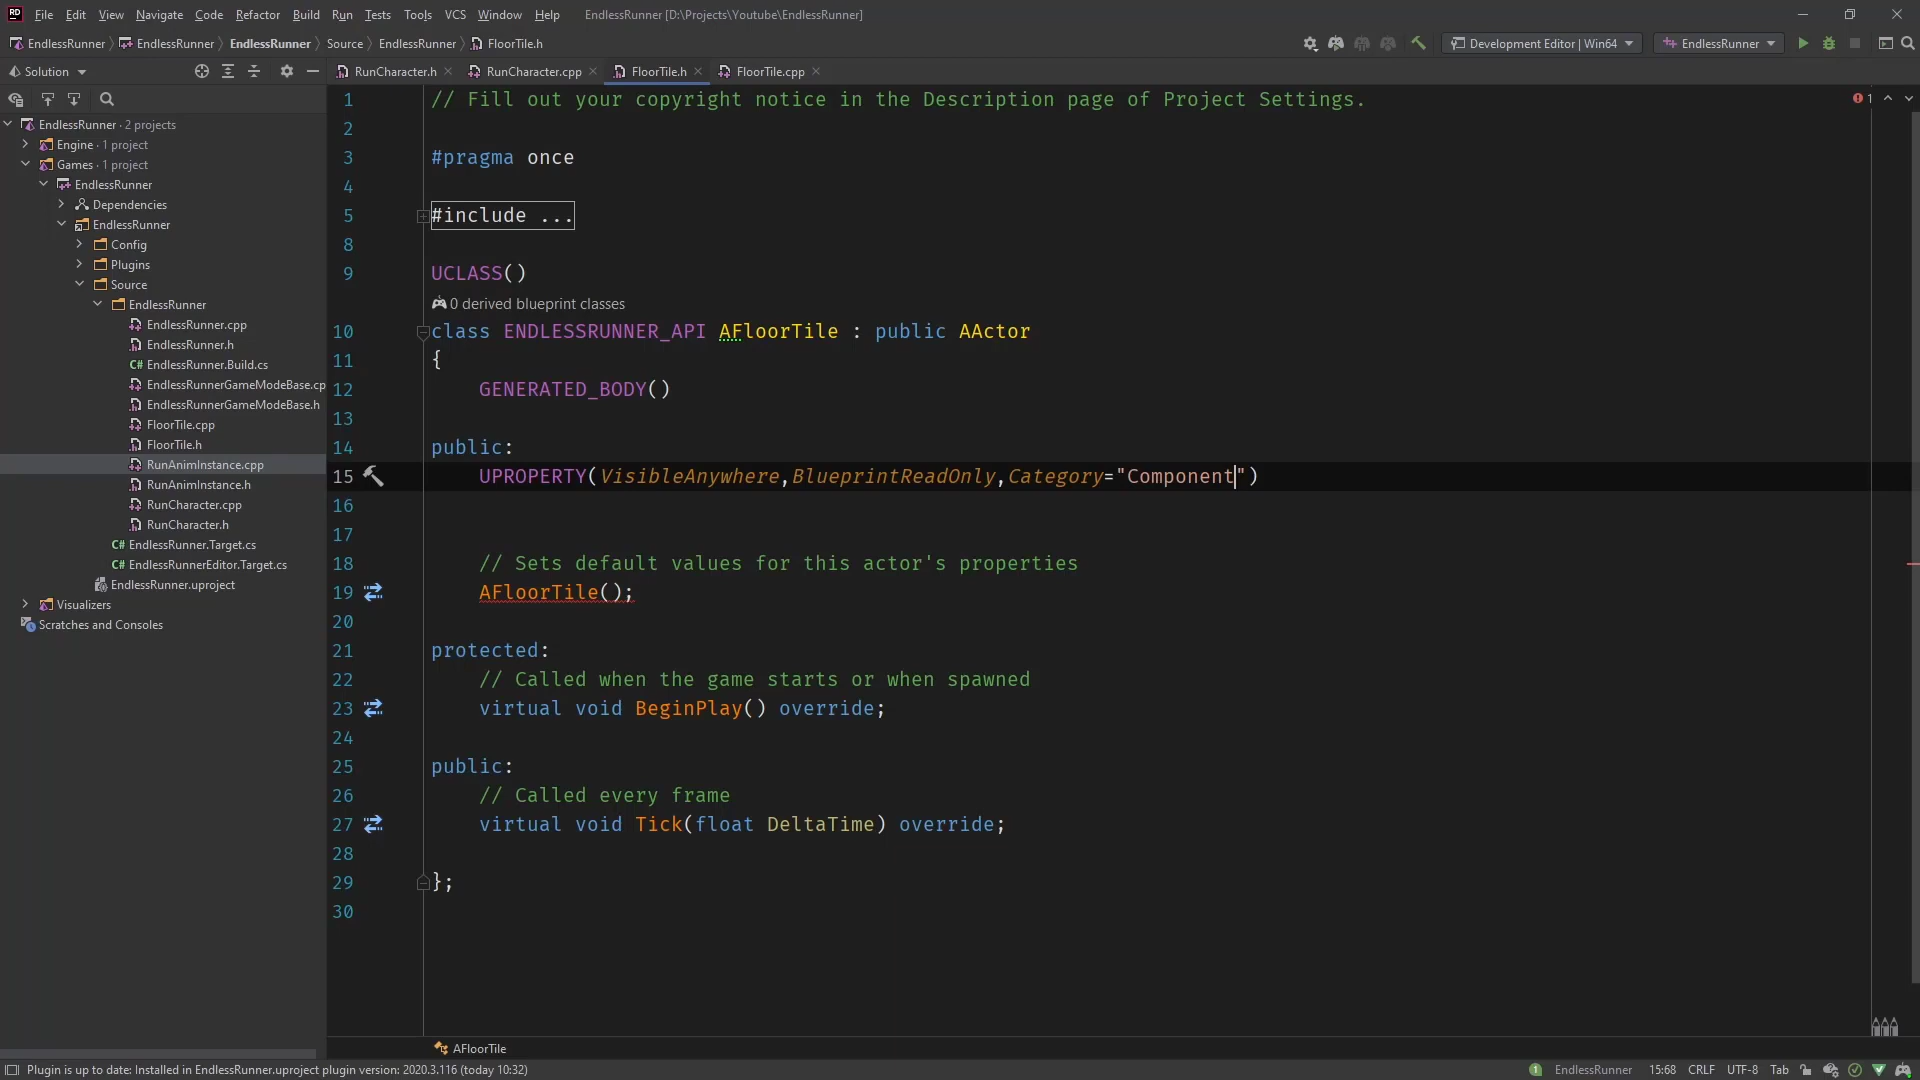 RD File Edit View Navigate Code Refactor Build Run Tests Tools VCS Window Help EndlessRunner [D:\Projects\Youtube\EndlessRunner]
EndlessRunner EndlessRunner EndlessRunner Source EndlessRunner FloorTile.h Development Editor | Win64 EndlessRunner
Solution RunCharacter.h RunCharacter.cpp FloorTile.h FloorTile.cpp
EndlessRunner · 2 projects
Engine · 1 project
Games · 1 project
EndlessRunner
Dependencies
EndlessRunner
Config
Plugins
Source
EndlessRunner
EndlessRunner.cpp
EndlessRunner.h
C# EndlessRunner.Build.cs
EndlessRunnerGameModeBase.cp
EndlessRunnerGameModeBase.h
FloorTile.cpp
FloorTile.h
RunAnimInstance.cpp
RunAnimInstance.h
RunCharacter.cpp
RunCharacter.h
C# EndlessRunner.Target.cs
C# EndlessRunnerEditor.Target.cs
EndlessRunner.uproject
Visualizers
Scratches and Consoles
1 // Fill out your copyright notice in the Description page of Project Settings.
1
2
3 #pragma once
4
5 #include ...
8
9 UCLASS()
0 derived blueprint classes
10 class ENDLESSRUNNER_API AFloorTile : public AActor
11 {
12 GENERATED_BODY()
13
14 public:
15 UPROPERTY(VisibleAnywhere,BlueprintReadOnly,Category="Component")
16
17
18 // Sets default values for this actor's properties
19 AFloorTile();
20
21 protected:
22 // Called when the game starts or when spawned
23 virtual void BeginPlay() override;
24
25 public:
26 // Called every frame
27 virtual void Tick(float DeltaTime) override;
28
29 };
30
AFloorTile
Plugin is up to date: Installed in EndlessRunner.uproject plugin version: 2020.3.116 (today 10:32) 1 EndlessRunner 15:68 CRLF UTF-8 Tab